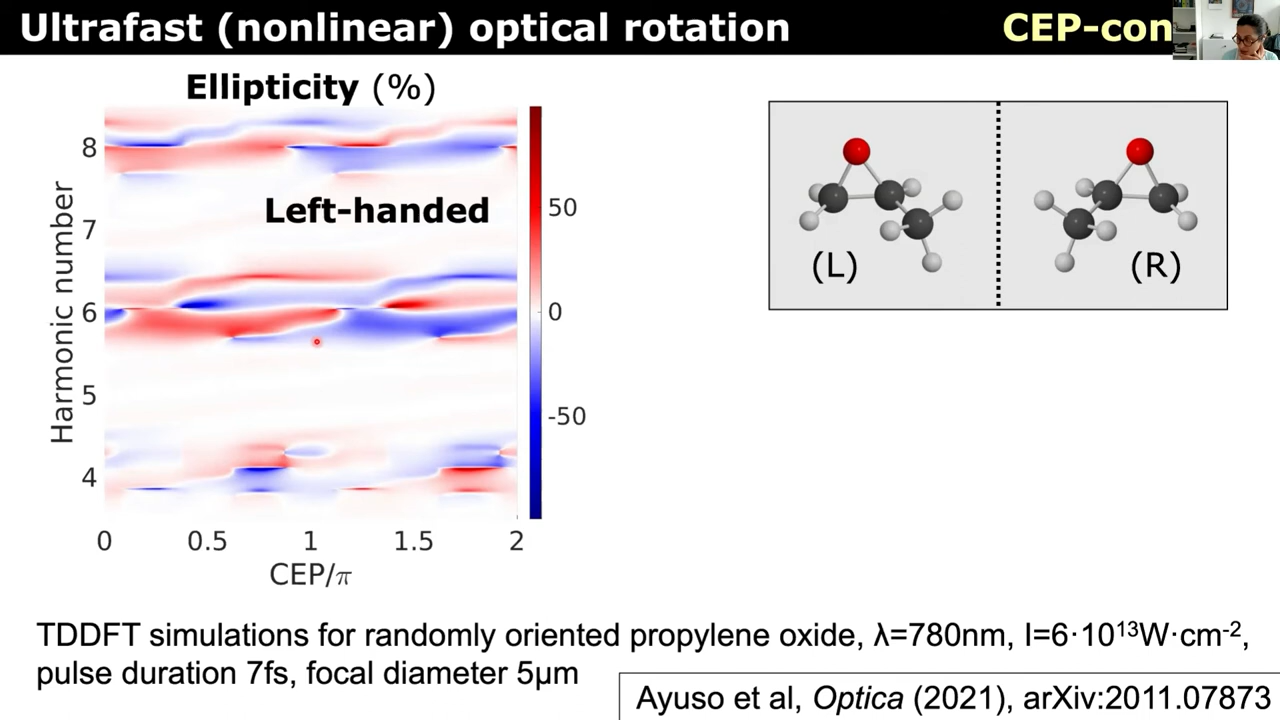 Ultrafast (nonlinear) optical rotation
CEP-con
Ellipticity (%)
Harmonic number
8
7
6
5
4
Left-handed
50
0
-50
0
0.5
1
1.5
2
CEP/π
(L)
(R)
TDDFT simulations for randomly oriented propylene oxide, λ=780nm, I=6·10¹³W·cm⁻²,
pulse duration 7fs, focal diameter 5μm
Ayuso et al, Optica (2021), arXiv:2011.07873